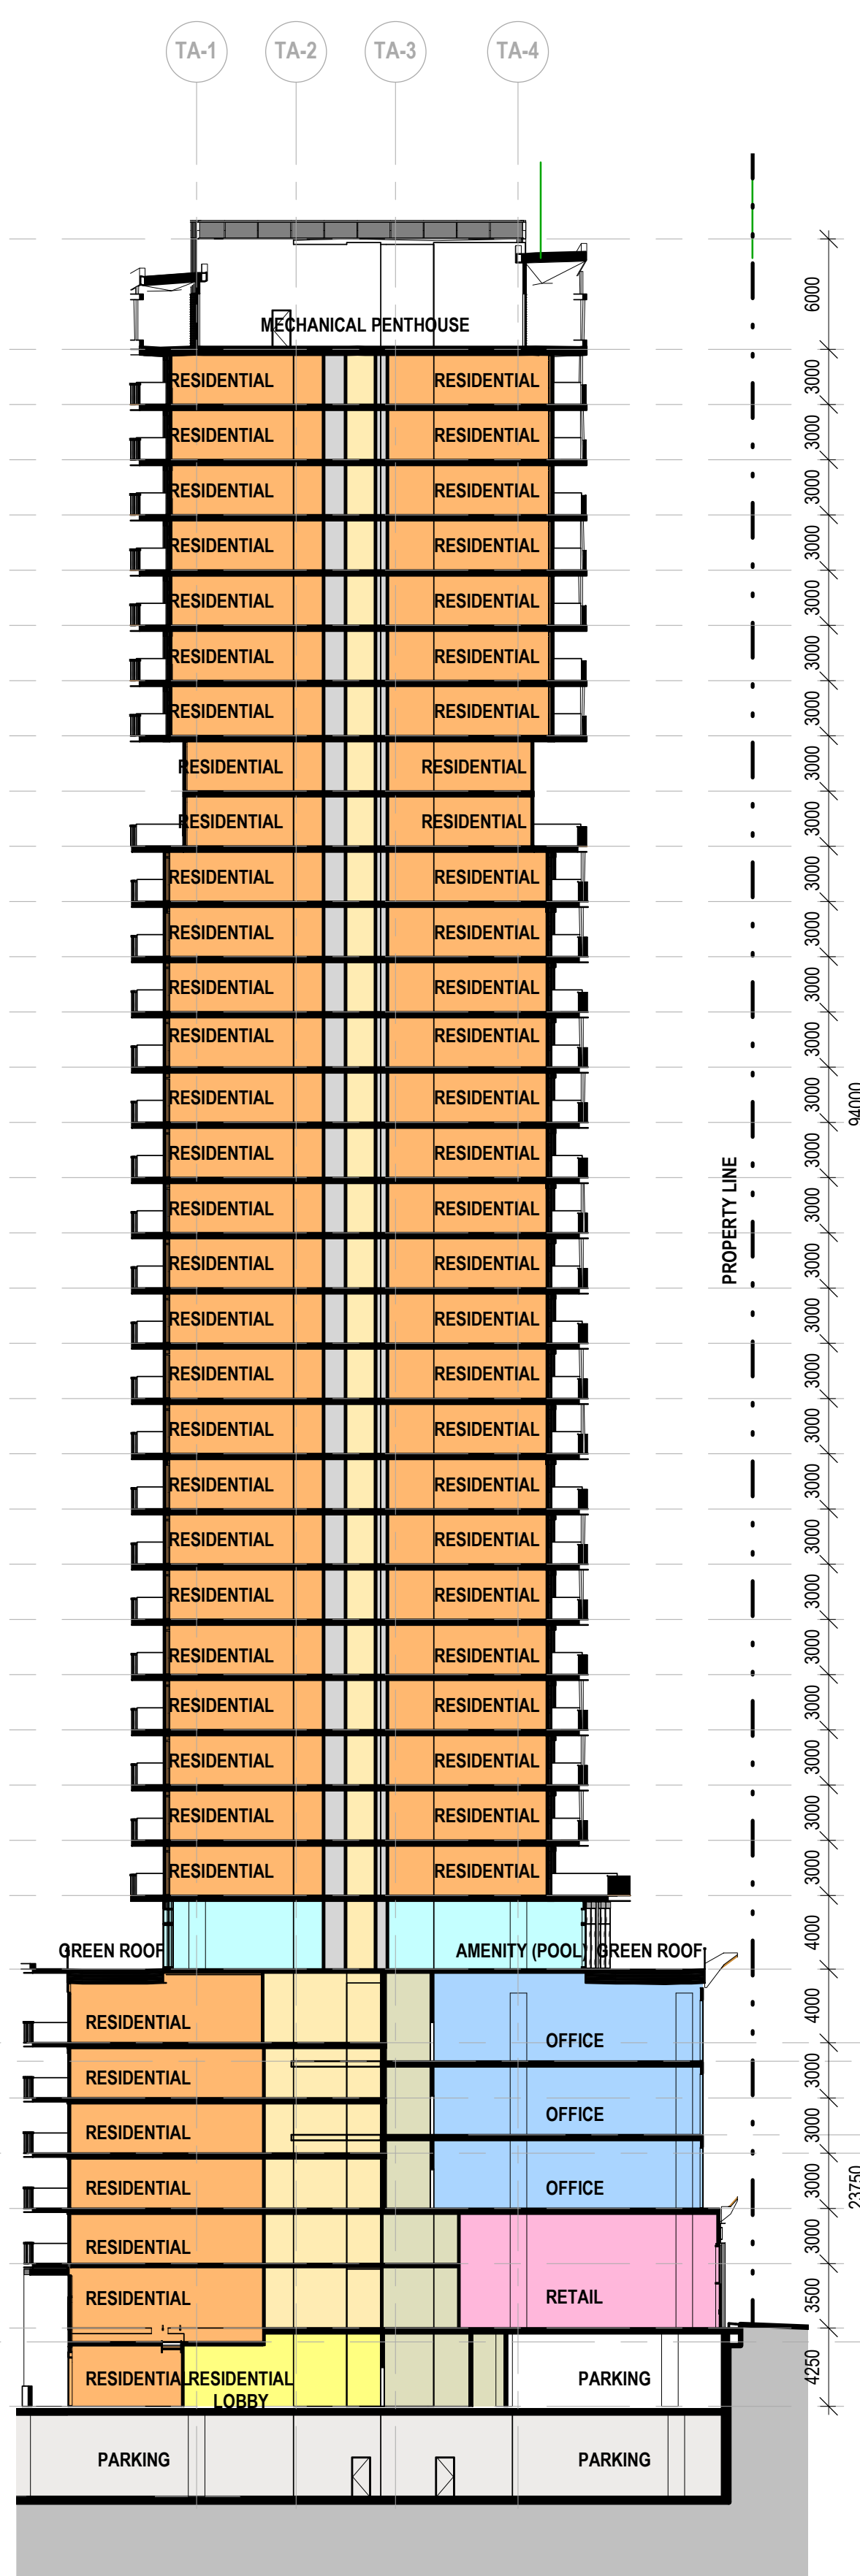 TA-1 TA-2 TA-3 TA-4
6000
MECHANICAL PENTHOUSE
RESIDENTIAL RESIDENTIAL 3000
RESIDENTIAL RESIDENTIAL 3000
RESIDENTIAL RESIDENTIAL 3000
RESIDENTIAL RESIDENTIAL 3000
RESIDENTIAL RESIDENTIAL 3000
RESIDENTIAL RESIDENTIAL 3000
RESIDENTIAL RESIDENTIAL 3000
RESIDENTIAL RESIDENTIAL 3000
RESIDENTIAL RESIDENTIAL 3000
RESIDENTIAL RESIDENTIAL 3000
RESIDENTIAL RESIDENTIAL 3000
RESIDENTIAL RESIDENTIAL 3000
RESIDENTIAL RESIDENTIAL 3000
RESIDENTIAL RESIDENTIAL 3000
94000
RESIDENTIAL RESIDENTIAL 3000
RESIDENTIAL RESIDENTIAL 3000
PROPERTY LINE
RESIDENTIAL RESIDENTIAL 3000
RESIDENTIAL RESIDENTIAL 3000
RESIDENTIAL RESIDENTIAL 3000
RESIDENTIAL RESIDENTIAL 3000
RESIDENTIAL RESIDENTIAL 3000
RESIDENTIAL RESIDENTIAL 3000
RESIDENTIAL RESIDENTIAL 3000
RESIDENTIAL RESIDENTIAL 3000
RESIDENTIAL RESIDENTIAL 3000
RESIDENTIAL RESIDENTIAL 3000
RESIDENTIAL RESIDENTIAL 3000
RESIDENTIAL RESIDENTIAL 3000
4000
GREEN ROOF AMENITY (POOL) GREEN ROOF
4000
RESIDENTIAL OFFICE
RESIDENTIAL 3000
OFFICE
RESIDENTIAL 3000
RESIDENTIAL OFFICE 3000
23750
RESIDENTIAL 3000
RESIDENTIAL RETAIL 3500
RESIDENTIAL RESIDENTIAL PARKING 4250
LOBBY
PARKING PARKING